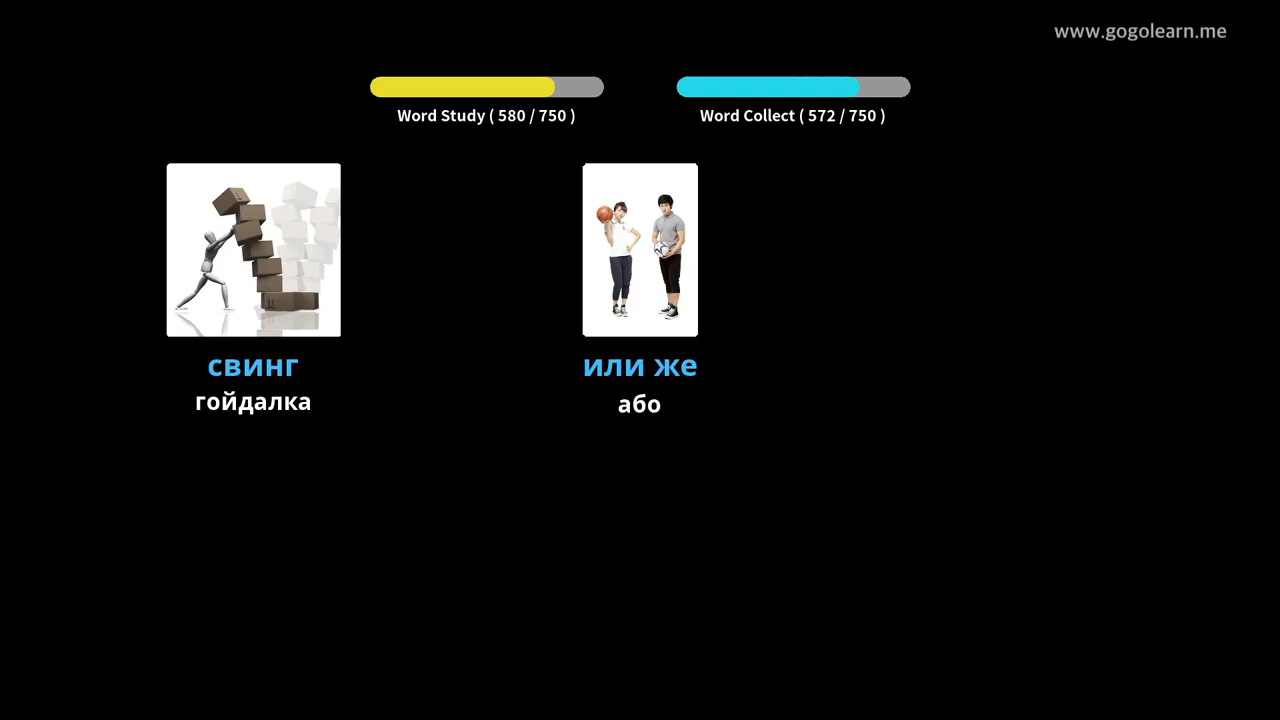 www.gogolearn.me
Word Study ( 580 / 750 )
Word Collect ( 572 / 750 )
свинг
гойдалка
или же
або